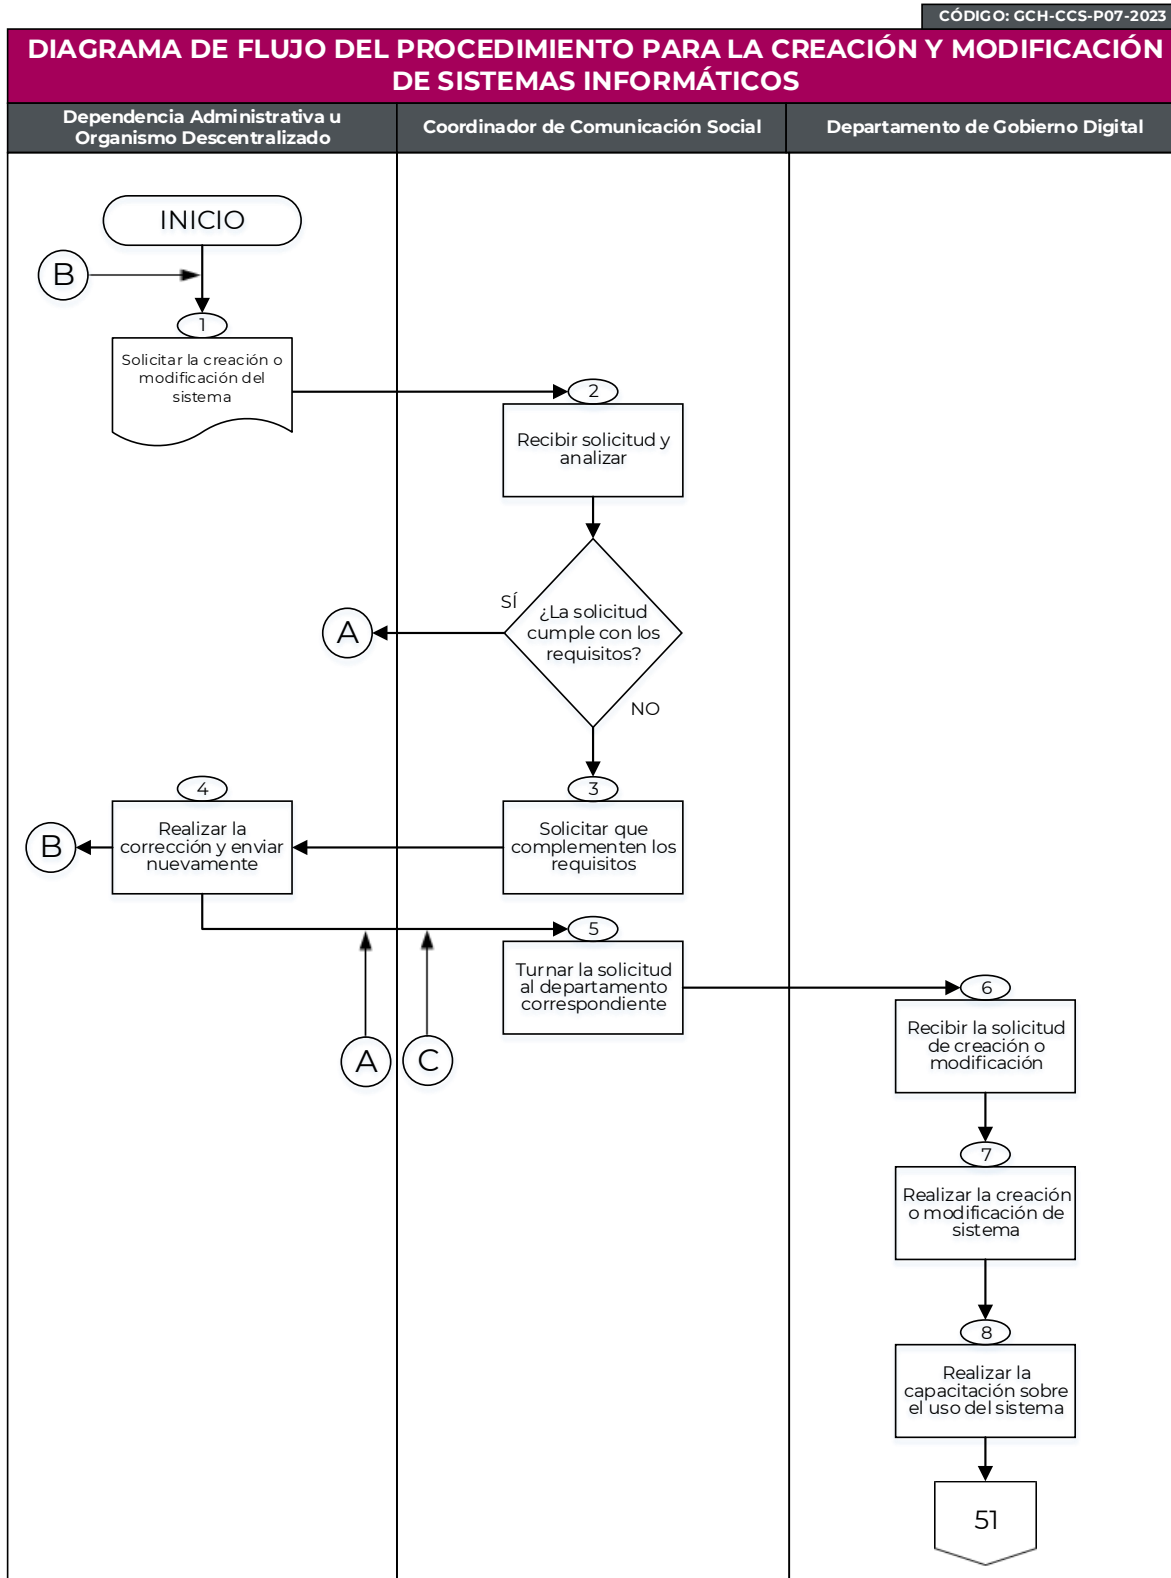 CÓDIGO: GCH-CCS-P07-2023
DIAGRAMA DE FLUJO DEL PROCEDIMIENTO PARA LA CREACIÓN Y MODIFICACIÓN
DE SISTEMAS INFORMÁTICOS
Dependencia Administrativa u
Organismo Descentralizado
Coordinador de Comunicación Social
Departamento de Gobierno Digital
INICIO
B
1
Solicitar la creación o
modificación del
sistema
2
Recibir solicitud y
analizar
SÍ
¿La solicitud
cumple con los
requisitos?
A
NO
3
Solicitar que
complementen los
requisitos
4
Realizar la
corrección y enviar
nuevamente
B
5
Turnar la solicitud
al departamento
correspondiente
A
C
6
Recibir la solicitud
de creación o
modificación
7
Realizar la creación
o modificación de
sistema
8
Realizar la
capacitación sobre
el uso del sistema
51